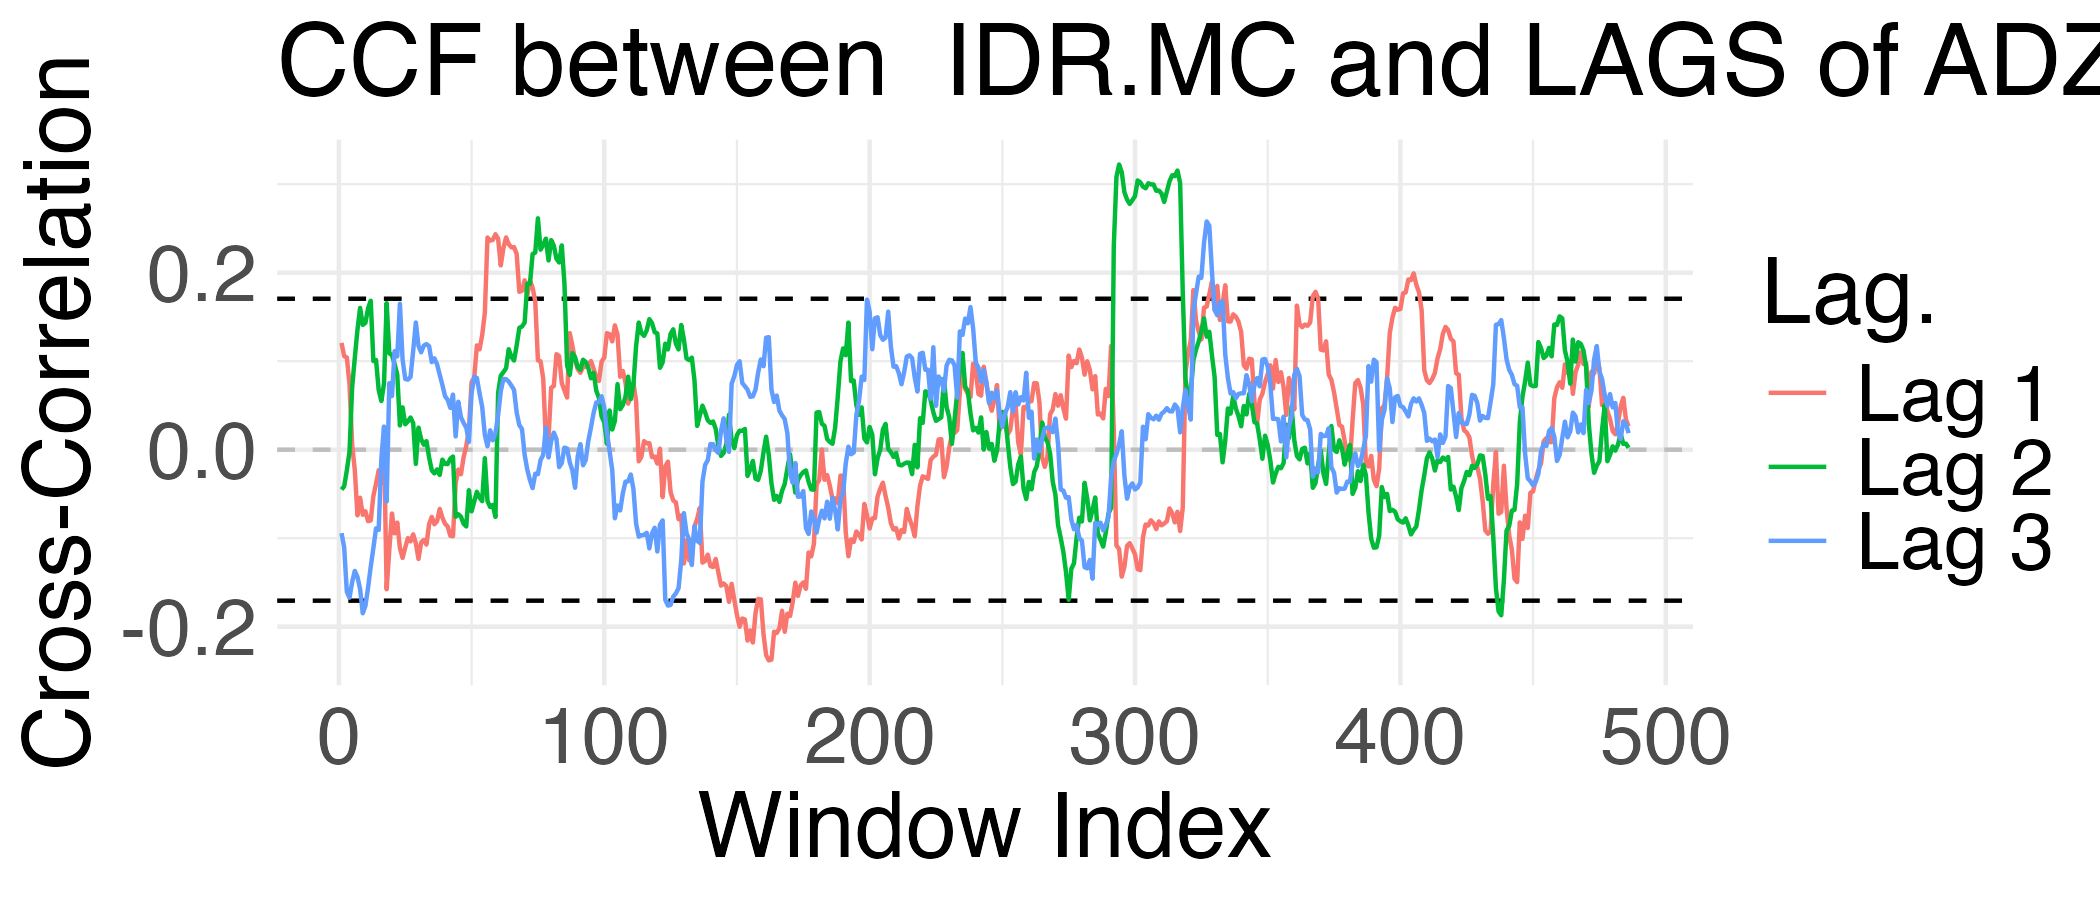 CCF between IDR.MC and LAGS of ADZ
Cross-Correlation
0.2
0.0
-0.2
0 100 200 300 400 500
Window Index
Lag.
Lag 1
Lag 2
Lag 3